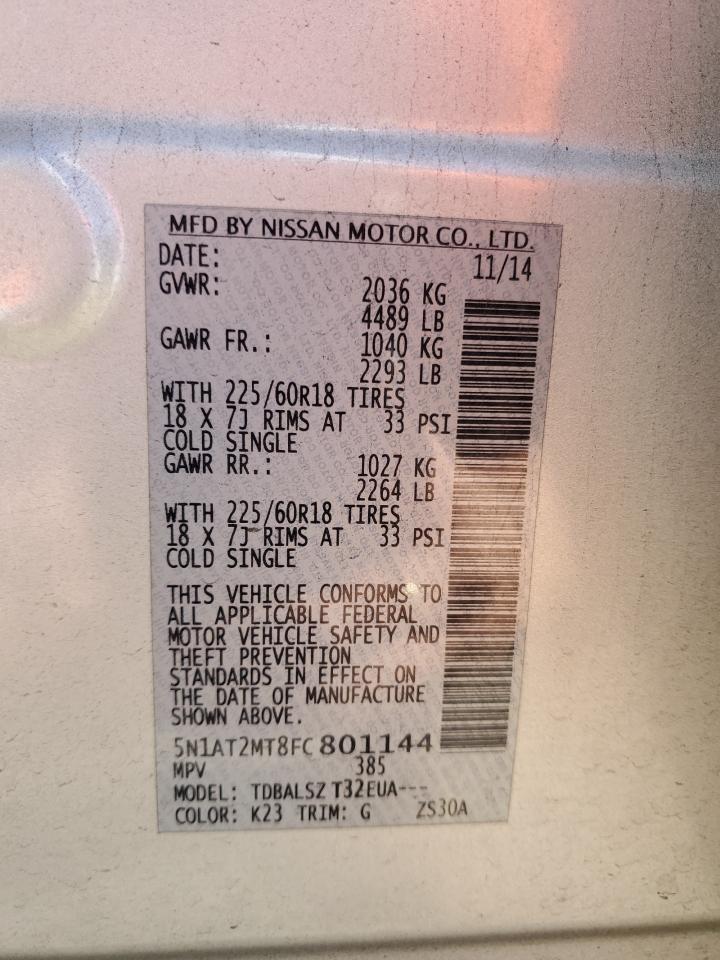 MFD BY NISSAN MOTOR CO., LTD.
DATE: 11/14
GVWR: 2036 KG
4489 LB
GAWR FR.: 1040 KG
2293 LB
WITH 225/60R18 TIRES
18 X 7J RIMS AT 33 PSI
COLD SINGLE
GAWR RR.: 1027 KG
2264 LB
WITH 225/60R18 TIRES
18 X 7J RIMS AT 33 PSI
COLD SINGLE
THIS VEHICLE CONFORMS TO
ALL APPLICABLE FEDERAL
MOTOR VEHICLE SAFETY AND
THEFT PREVENTION
STANDARDS IN EFFECT ON
THE DATE OF MANUFACTURE
SHOWN ABOVE.
5N1AT2MT8FC801144
MPV 385
MODEL: TDBALSZ T32EUA---
COLOR: K23 TRIM: G ZS30A